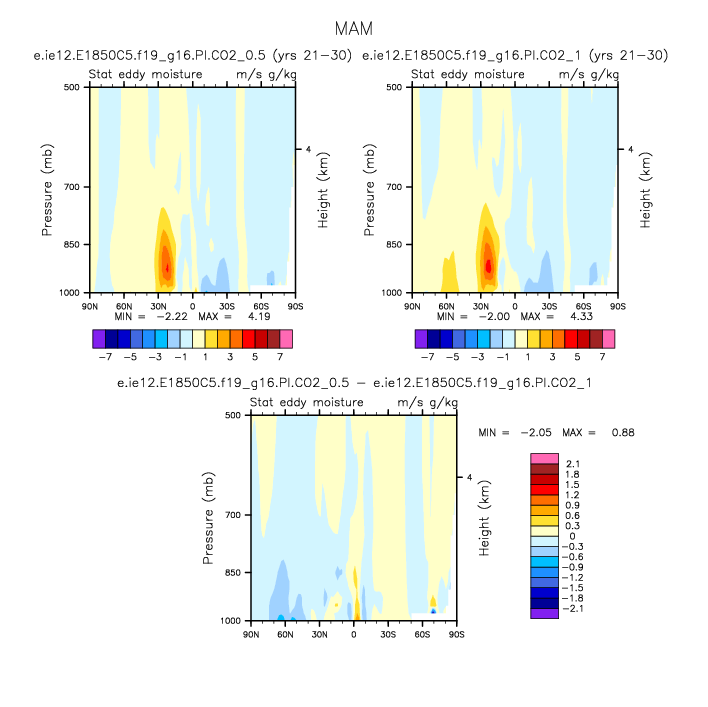 MAM
e.ie12.E1850C5.f19_g16.PI.CO2_0.5 (yrs 21-30) e.ie12.E1850C5.f19_g16.PI.CO2_1 (yrs 21-30)
Stat eddy moisture m/s g/kg Stat eddy moisture m/s g/kg
500 500
4 4
700 700
850 850
1000 1000
Pressure (mb) Height (km) Pressure (mb) Height (km)
90N 60N 30N 0 30S 60S 90S 90N 60N 30N 0 30S 60S 90S
MIN = -2.22 MAX = 4.19 MIN = -2.00 MAX = 4.33
-7 -5 -3 -1 1 3 5 7 -7 -5 -3 -1 1 3 5 7
e.ie12.E1850C5.f19_g16.PI.CO2_0.5 - e.ie12.E1850C5.f19_g16.PI.CO2_1
Stat eddy moisture m/s g/kg
500
4
700
850
1000
Pressure (mb) Height (km)
90N 60N 30N 0 30S 60S 90S
MIN = -2.05 MAX = 0.88
2.1
1.8
1.5
1.2
0.9
0.6
0.3
0
-0.3
-0.6
-0.9
-1.2
-1.5
-1.8
-2.1